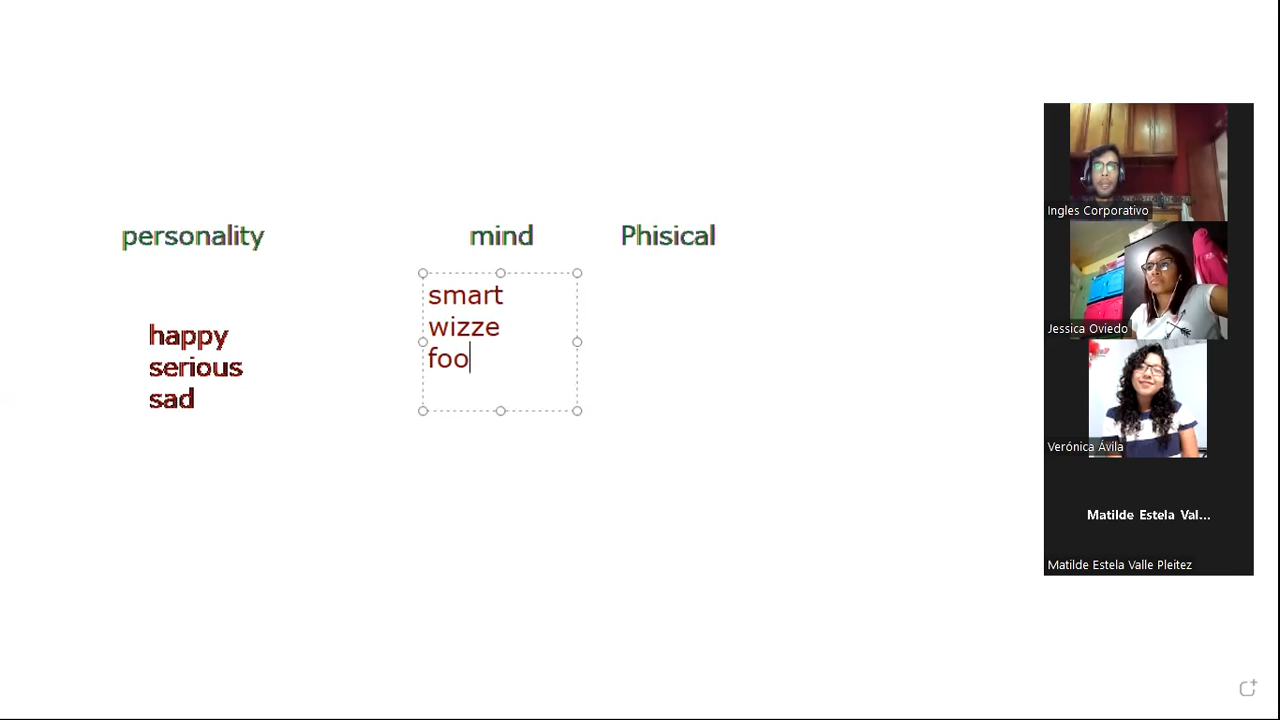 personality mind Phisical
happy
serious
sad
smart
wizze
foo
Ingles Corporativo
Jessica Oviedo
Verónica Ávila
Matilde Estela Val...
Matilde Estela Valle Pleitez